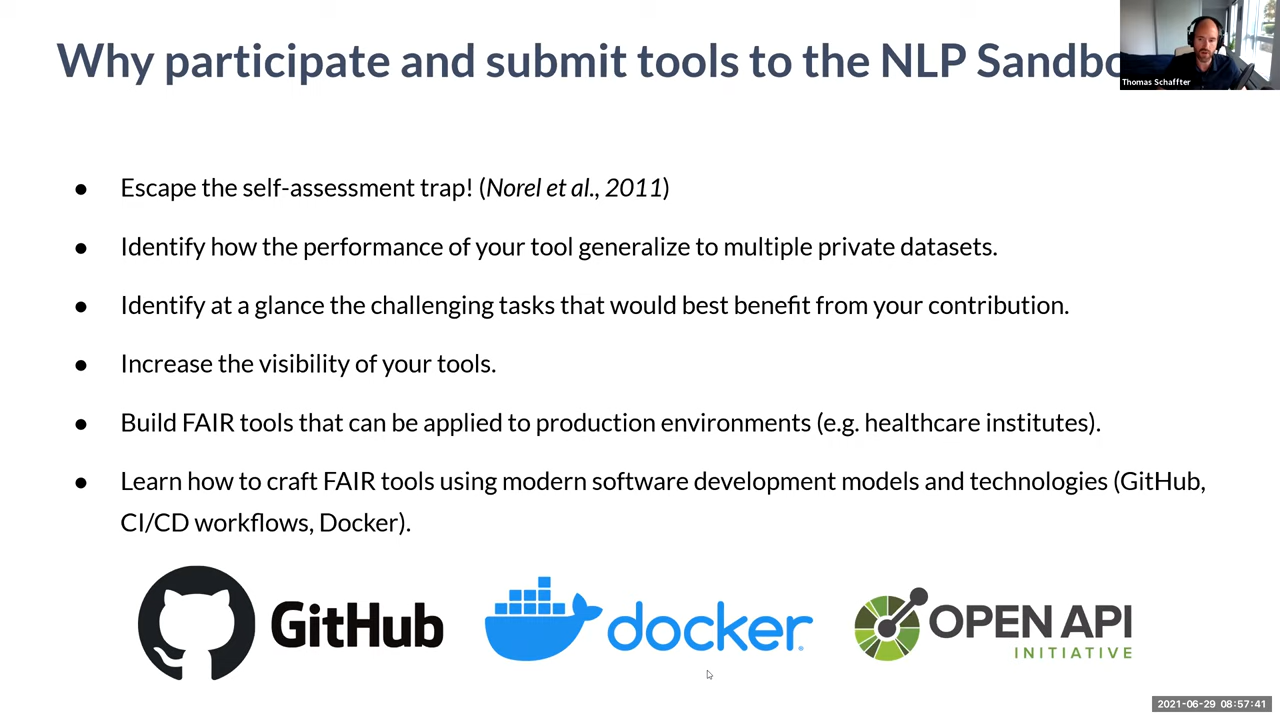 Why participate and submit tools to the NLP Sandbo
Thomas Schaffter
● Escape the self-assessment trap! (Norel et al., 2011)
● Identify how the performance of your tool generalize to multiple private datasets.
● Identify at a glance the challenging tasks that would best benefit from your contribution.
● Increase the visibility of your tools.
● Build FAIR tools that can be applied to production environments (e.g. healthcare institutes).
● Learn how to craft FAIR tools using modern software development models and technologies (GitHub,
CI/CD workflows, Docker).
GitHub
docker
OPEN API
INITIATIVE
2021-06-29 08:57:41